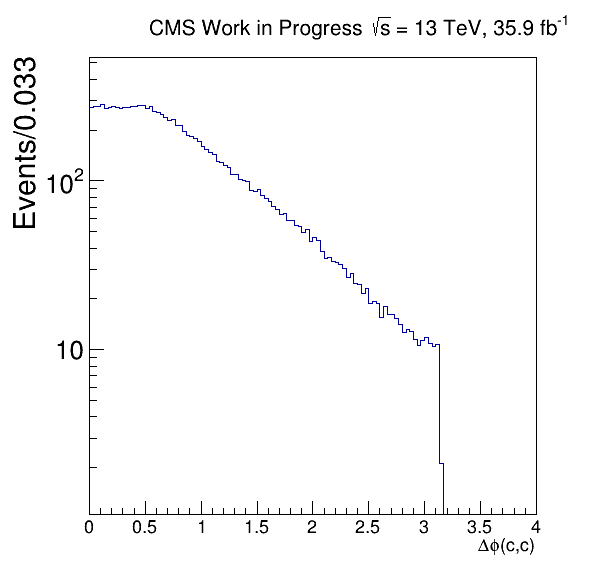 CMS Work in Progress √s = 13 TeV, 35.9 fb⁻¹
Events/0.033
10²
10
0 0.5 1 1.5 2 2.5 3 3.5 4
Δϕ(c,c)